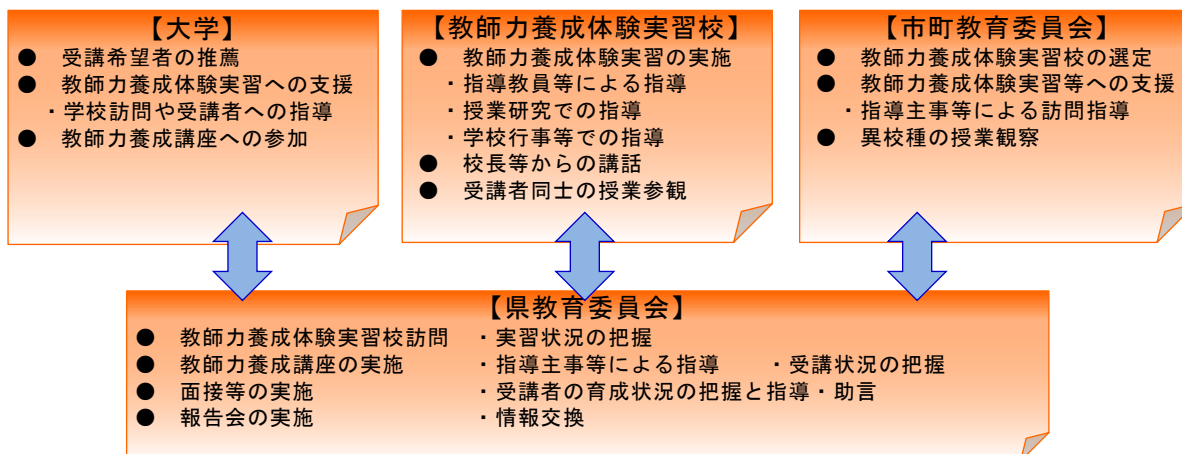 【大学】
● 受講希望者の推薦
● 教師力養成体験実習への支援
・学校訪問や受講者への指導
● 教師力養成講座への参加
【教師力養成体験実習校】
● 教師力養成体験実習の実施
・指導教員等による指導
・授業研究での指導
・学校行事等での指導
● 校長等からの講話
● 受講者同士の授業参観
【市町教育委員会】
● 教師力養成体験実習校の選定
● 教師力養成体験実習等への支援
・指導主事等による訪問指導
● 異校種の授業観察
【県教育委員会】
● 教師力養成体験実習校訪問 ・実習状況の把握
● 教師力養成講座の実施 ・指導主事等による指導 ・受講状況の把握
● 面接等の実施 ・受講者の育成状況の把握と指導・助言
● 報告会の実施 ・情報交換